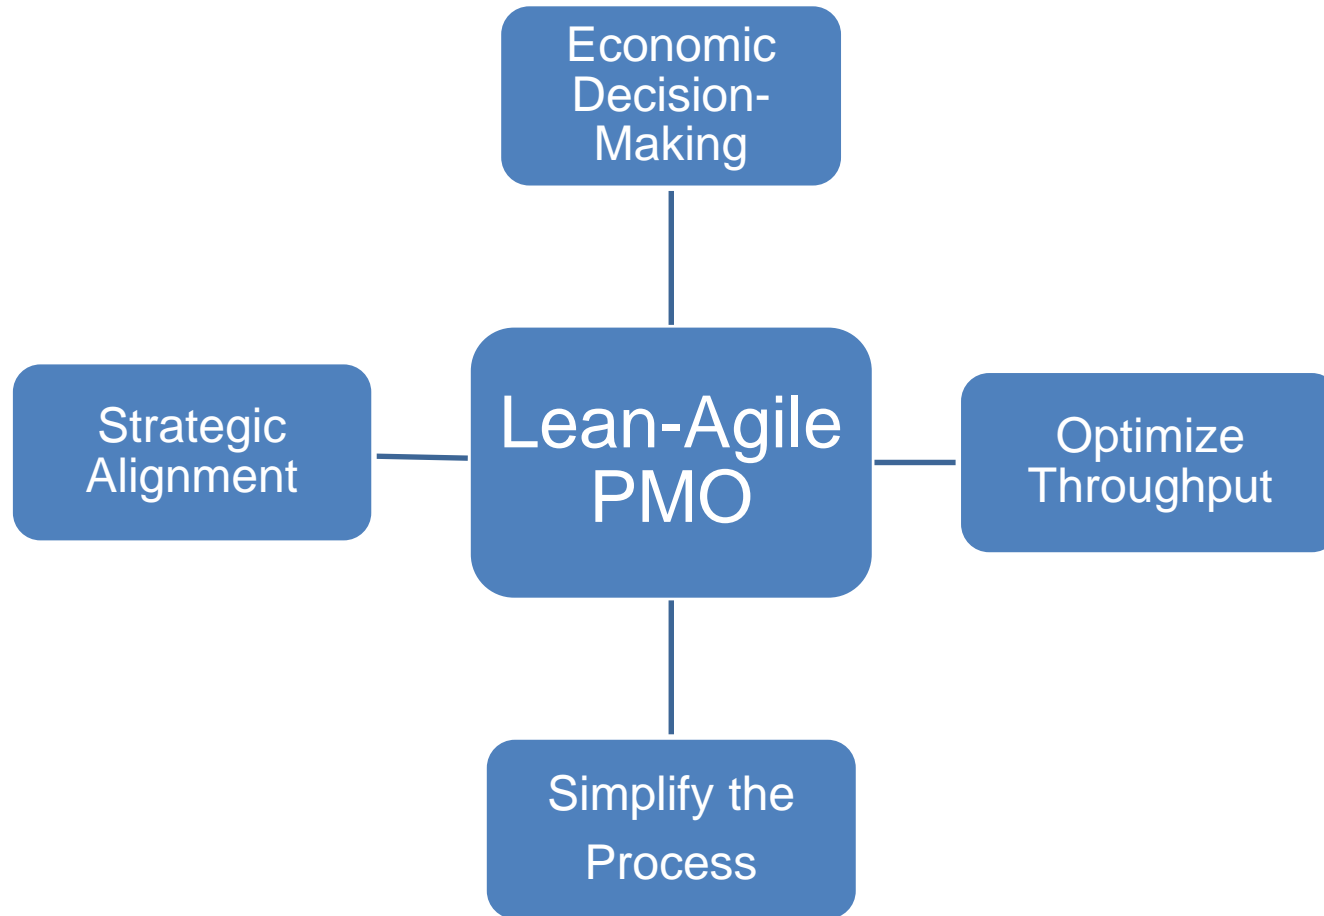 Economic
Decision-
Making
Strategic
Alignment
Lean-Agile
PMO
Optimize
Throughput
Simplify the
Process